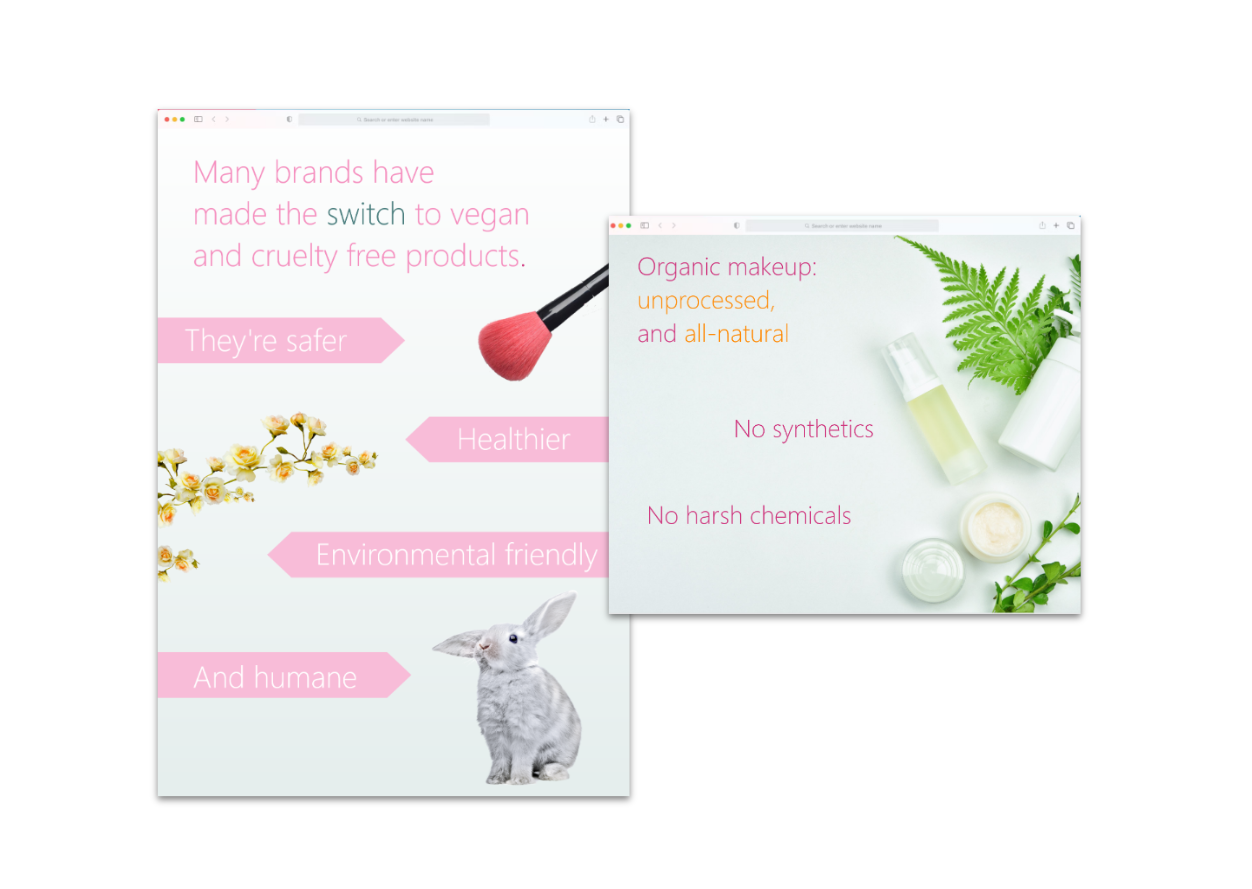 Search or enter website name
Many brands have
made the switch to vegan
and cruelty free products.
They're safer
Healthier
Environmental friendly
And humane
Search or enter website name
Organic makeup:
unprocessed,
and all-natural
No synthetics
No harsh chemicals